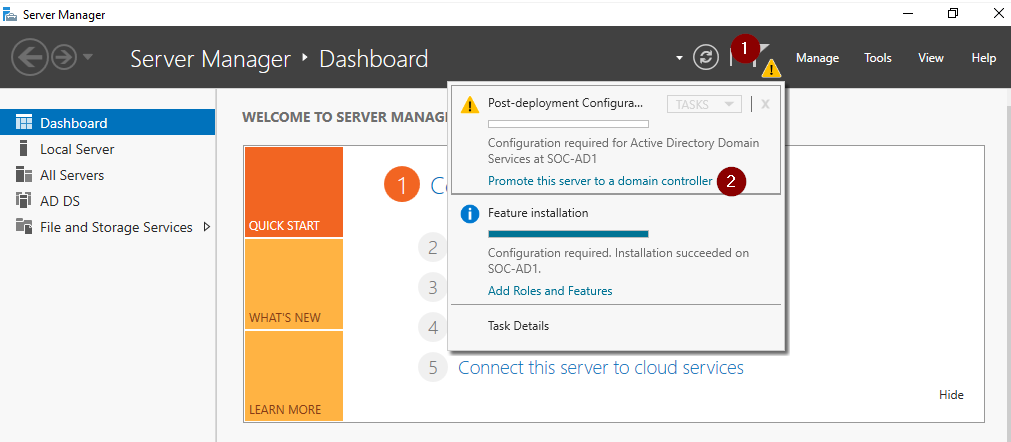 Server Manager
Server Manager ‣ Dashboard
1
Manage
Tools
View
Help
Dashboard
Local Server
All Servers
AD DS
File and Storage Services
WELCOME TO SERVER
QUICK START
WHAT'S NEW
LEARN MORE
1
2
3
4
5 Connect this server to cloud services
Hide
Post-deployment Configura...
TASKS
x
Configuration required for Active Directory Domain
Services at SOC-AD1
Promote this server to a domain controller
2
Feature installation
Configuration required. Installation succeeded on
SOC-AD1.
Add Roles and Features
Task Details